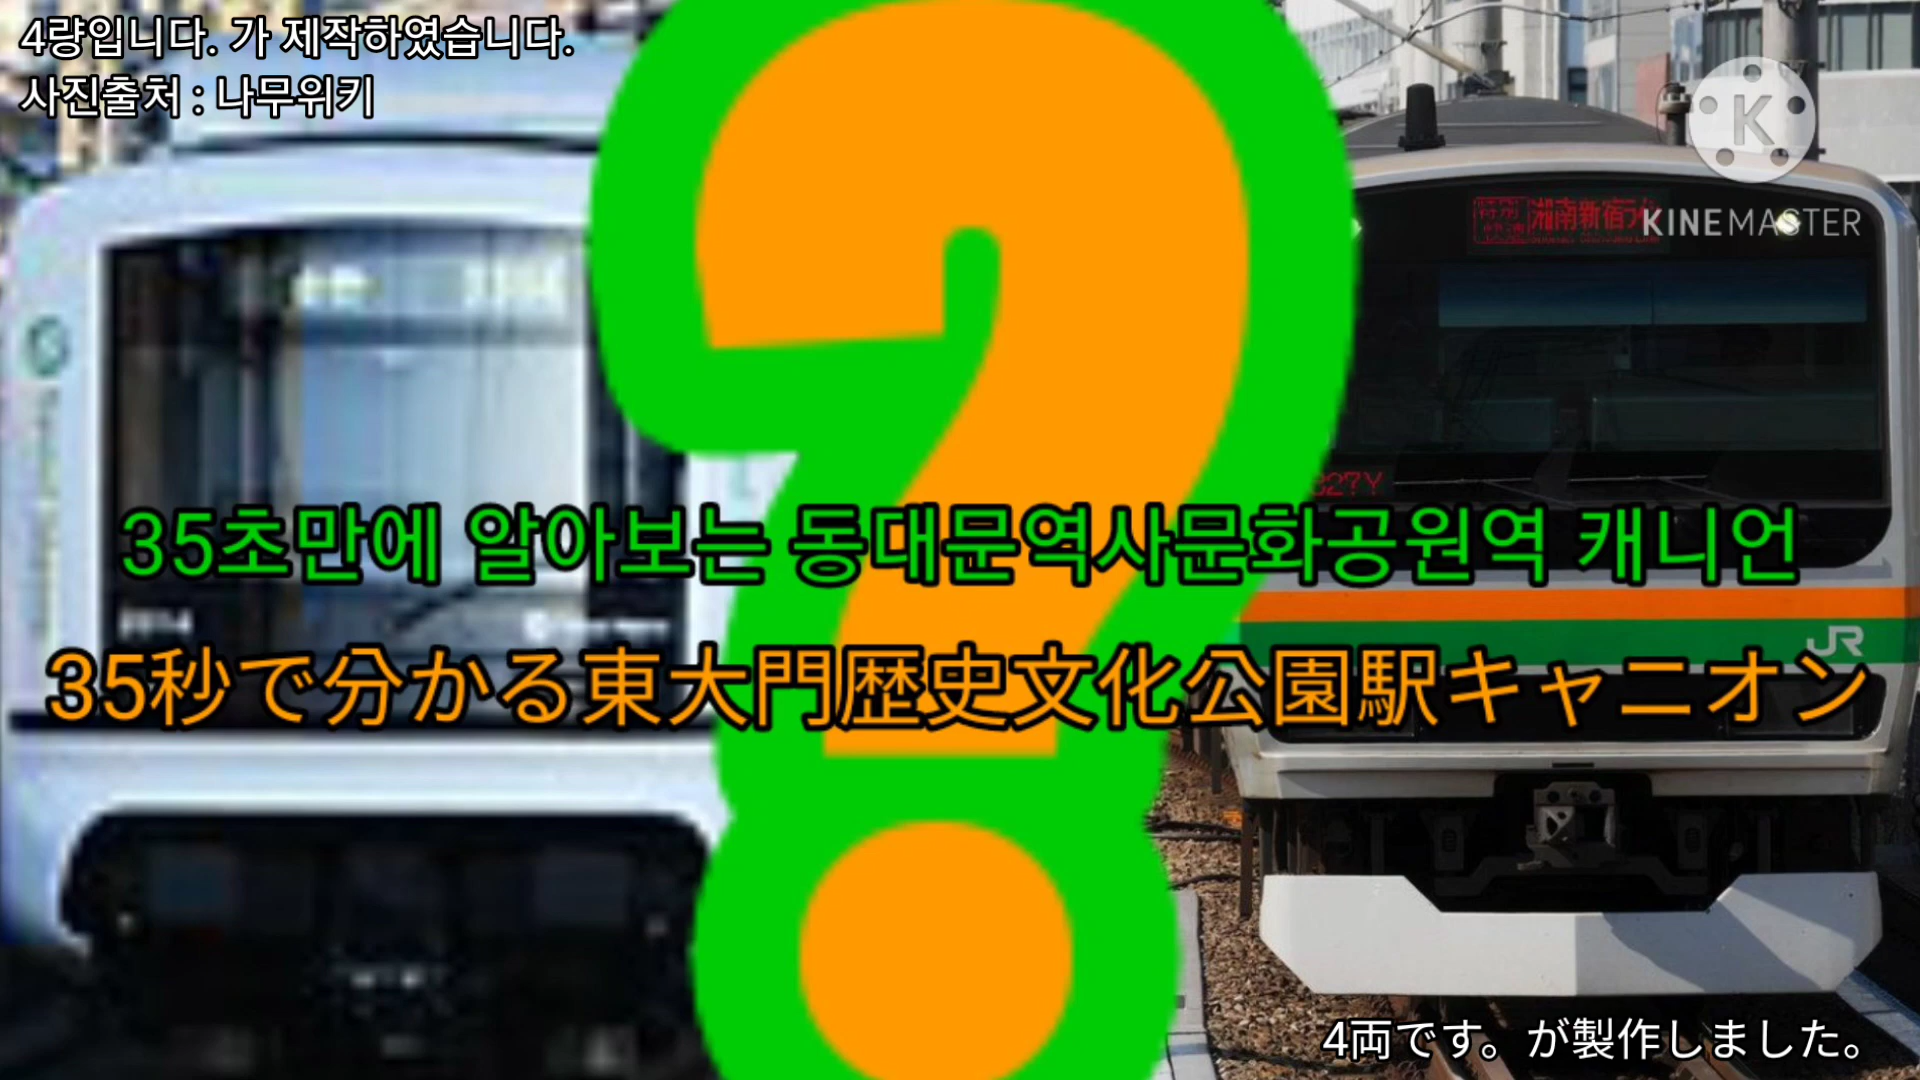 4량입니다. 가 제작하였습니다.
사진출처 : 나무위키
K
湘南新宿ライン
KINEMASTER
827Y
35초만에 알아보는 동대문역사문화공원역 캐니언
JR
35秒で分かる東大門歴史文化公園駅キャニオン
4両です。が製作しました。